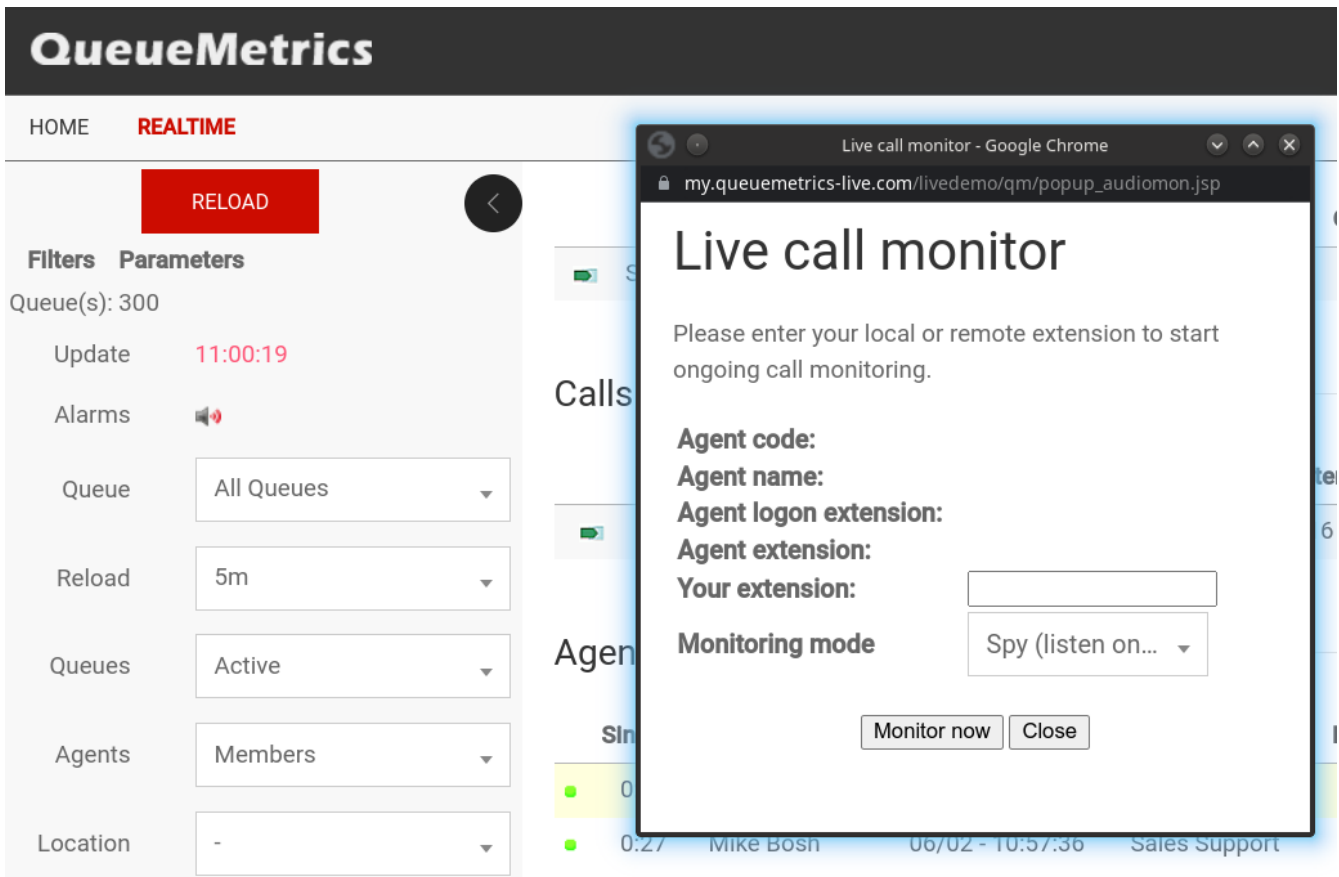 QueueMetrics
HOME REALTIME
RELOAD
Filters Parameters
Queue(s): 300
Update 11:00:19
Alarms
Queue All Queues
Reload 5m
Queues Active
Agents Members
Location -
Calls
6
Agen
0
0:27 Mike Bosh 06/02 - 10:57:36 Sales Support
Live call monitor - Google Chrome
my.queuemetrics-live.com/livedemo/qm/popup_audiomon.jsp
Live call monitor
Please enter your local or remote extension to start
ongoing call monitoring.
Agent code:
Agent name:
Agent logon extension:
Agent extension:
Your extension:
Monitoring mode Spy (listen on...
Monitor now Close